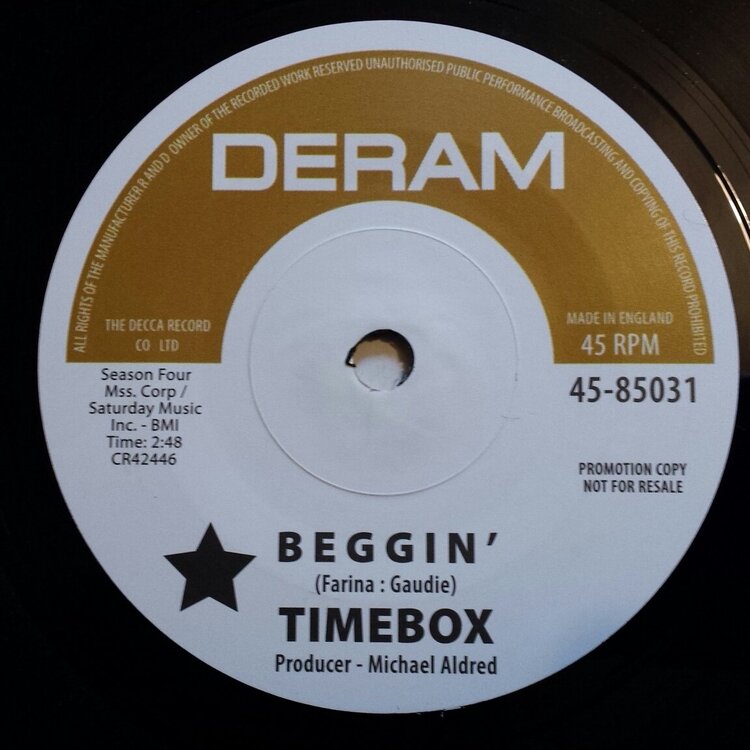 ALL RIGHTS OF THE MANUFACTURER R AND D OWNER OF THE RECORDED WORK RESERVED UNAUTHORISED PUBLIC PERFORMANCE BROADCASTING AND COPYING OF THIS RECORD PROHIBITED
DERAM
THE DECCA RECORD
CO LTD
MADE IN ENGLAND
45 RPM
Season Four
Mss. Corp /
Saturday Music
Inc. - BMI
Time: 2:48
CR42446
45-85031
PROMOTION COPY
NOT FOR RESALE
BEGGIN'
(Farina : Gaudie)
TIMEBOX
Producer - Michael Aldred